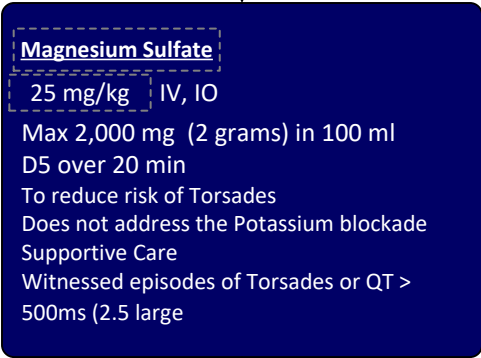 Magnesium Sulfate
25 mg/kg IV, IO
Max 2,000 mg (2 grams) in 100 ml
D5 over 20 min
To reduce risk of Torsades
Does not address the Potassium blockade
Supportive Care
Witnessed episodes of Torsades or QT >
500ms (2.5 large